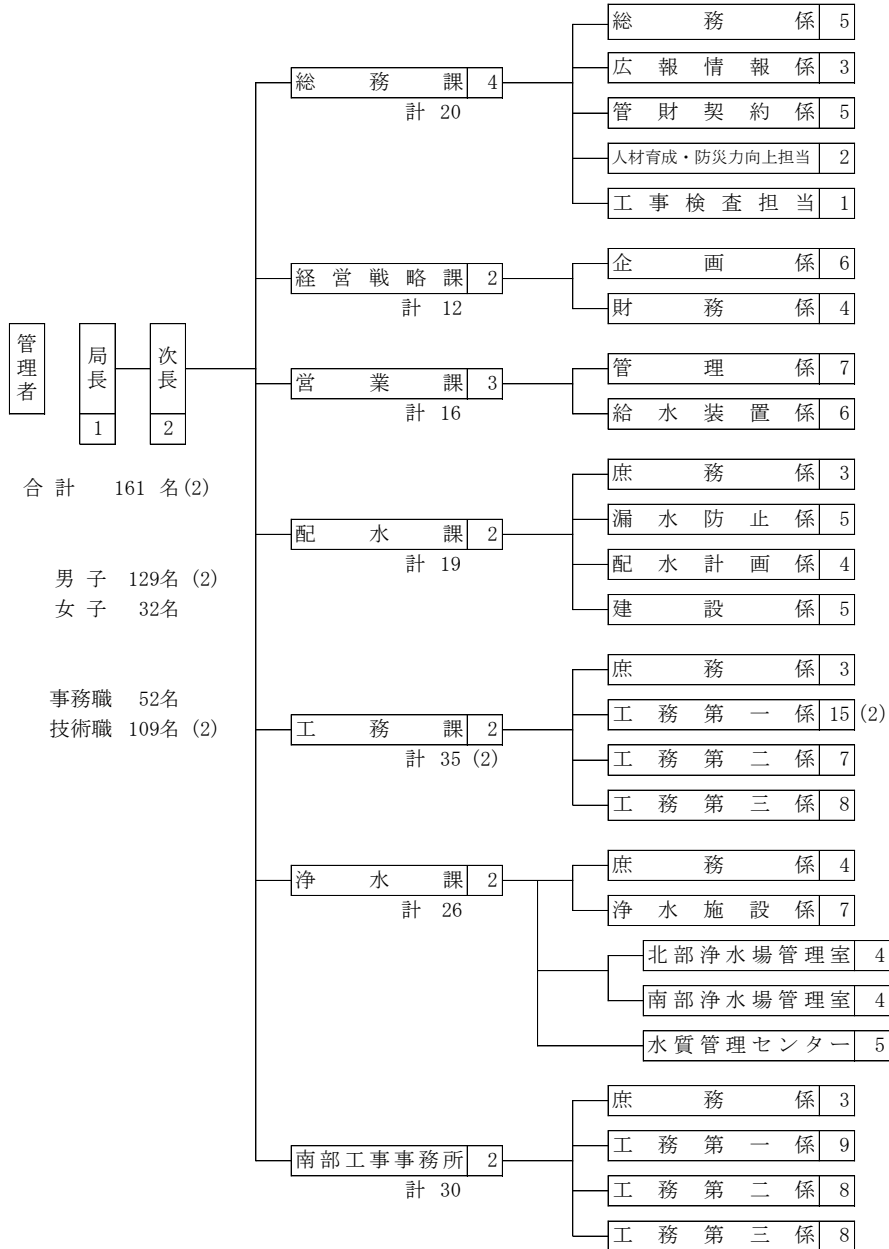 総務係 5
広報情報係 3
総務課 4
計 20
管財契約係 5
人材育成・防災力向上担当 2
工事検査担当 1
企画係 6
経営戦略課 2
計 12
財務係 4
管理者
局長 1
次長 2
管理係 7
営業課 3
計 16
給水装置係 6
合計 161 名(2)
庶務係 3
漏水防止係 5
配水課 2
計 19
配水計画係 4
男子 129名 (2)
女子 32名
建設係 5
庶務係 3
事務職 52名
技術職 109名 (2)
工務第一係 15 (2)
工務課 2
計 35 (2)
工務第二係 7
工務第三係 8
庶務係 4
浄水課 2
計 26
浄水施設係 7
北部浄水場管理室 4
南部浄水場管理室 4
水質管理センター 5
庶務係 3
工務第一係 9
南部工事事務所 2
計 30
工務第二係 8
工務第三係 8